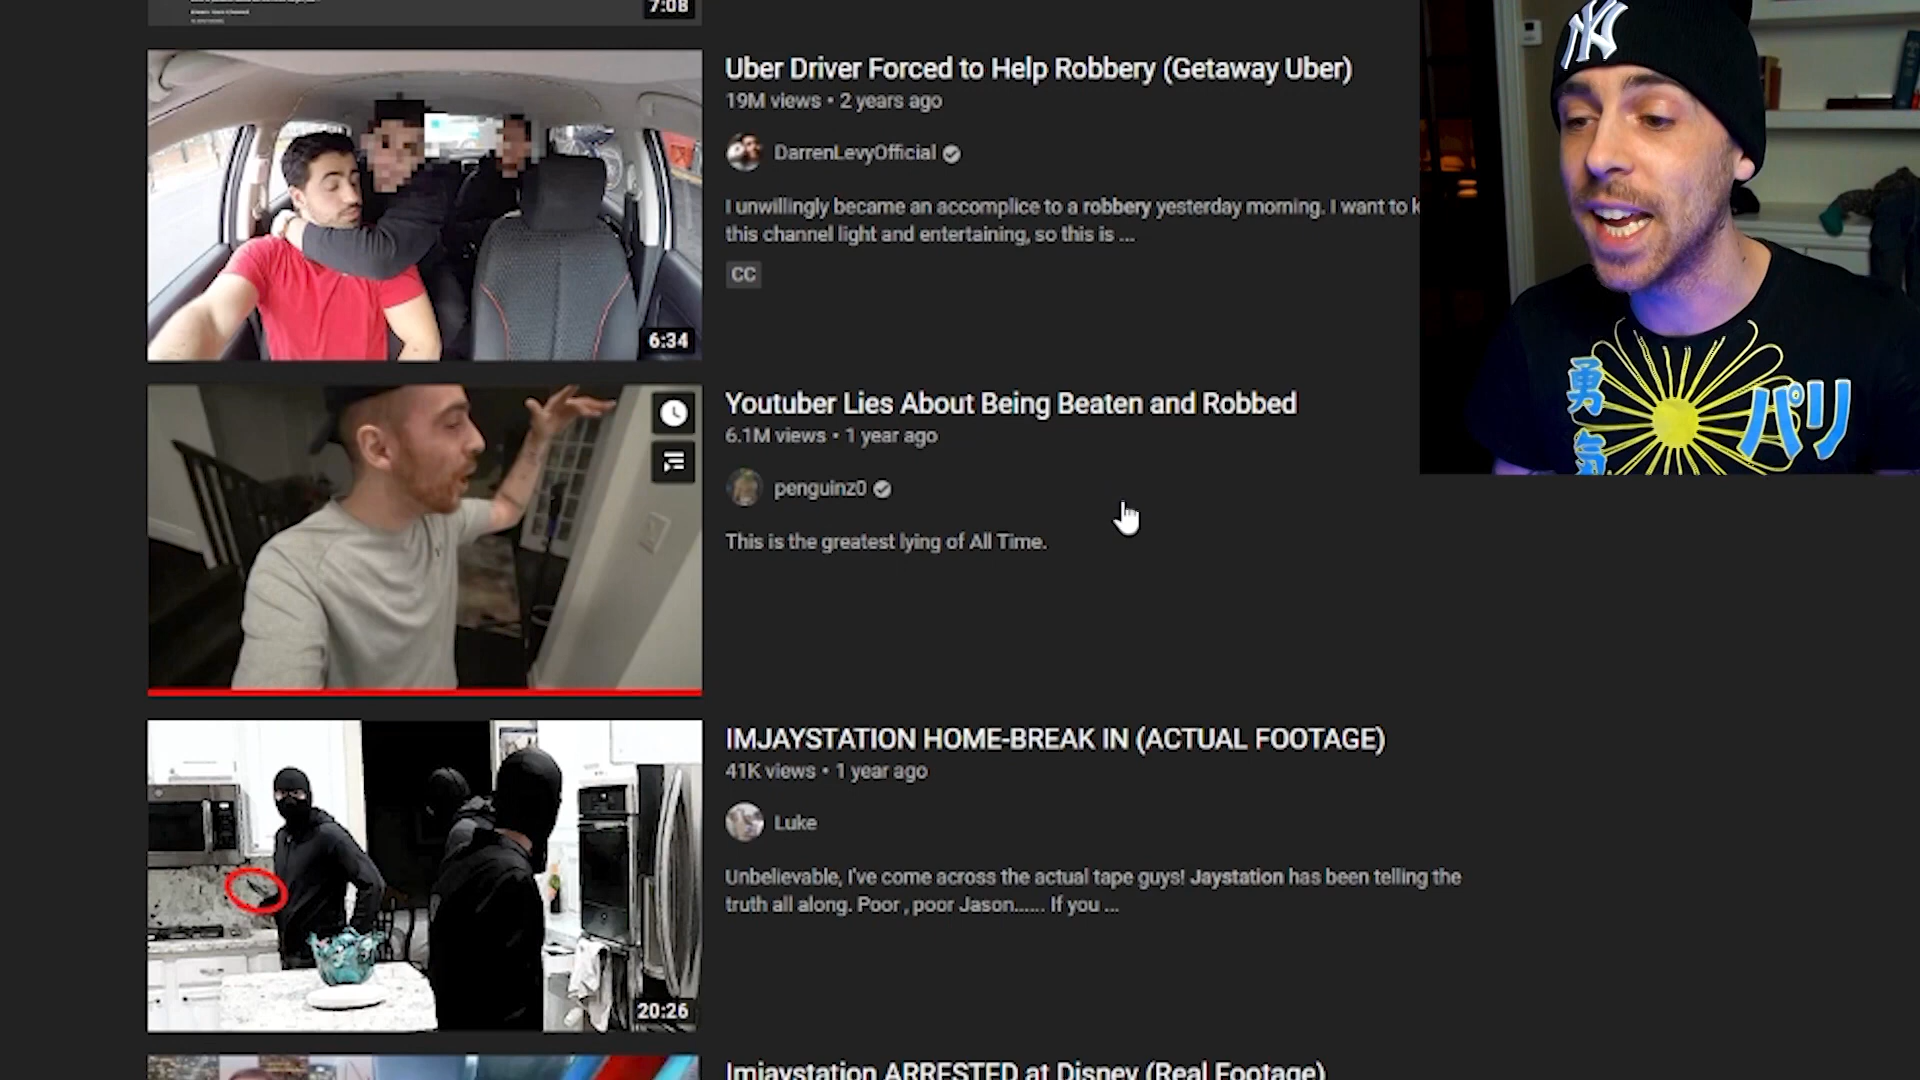 7:08
Uber Driver Forced to Help Robbery (Getaway Uber)
19M views • 2 years ago
DarrenLevyOfficial
I unwillingly became an accomplice to a robbery yesterday morning. I want to k
this channel light and entertaining, so this is ...
CC
6:34
Youtuber Lies About Being Beaten and Robbed
6.1M views • 1 year ago
penguinz0
This is the greatest lying of All Time.
IMJAYSTATION HOME-BREAK IN (ACTUAL FOOTAGE)
41K views • 1 year ago
Luke
Unbelievable, I've come across the actual tape guys! Jaystation has been telling the
truth all along. Poor , poor Jason...... If you ...
20:26
Imjaystation ARRESTED at Disney (Real Footage)
NY
勇気
パリ